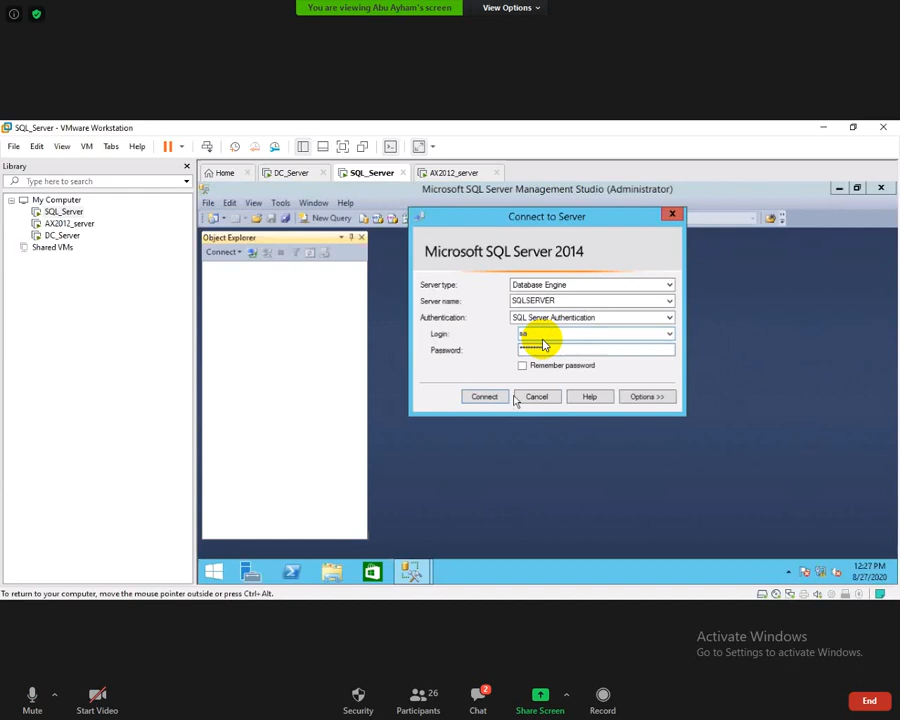 You are viewing Abu Ayham's screen
View Options
SQL_Server - VMware Workstation
File Edit View VM Tabs Help
Library
Type here to search
My Computer
SQL_Server
AX2012_server
DC_Server
Shared VMs
Home DC_Server SQL_Server AX2012_server
Microsoft SQL Server Management Studio (Administrator)
File Edit View Tools Window Help
New Query
Object Explorer
Connect
Connect to Server
Microsoft SQL Server 2014
Server type: Database Engine
Server name: SQLSERVER
Authentication: SQL Server Authentication
Login: sa
Password:
Remember password
Connect Cancel Help Options >>
12:27 PM
8/27/2020
To return to your computer, move the mouse pointer outside or press Ctrl+Alt.
Activate Windows
Go to Settings to activate Windows.
Mute Start Video Security Participants 26 Chat 2 Share Screen Record End